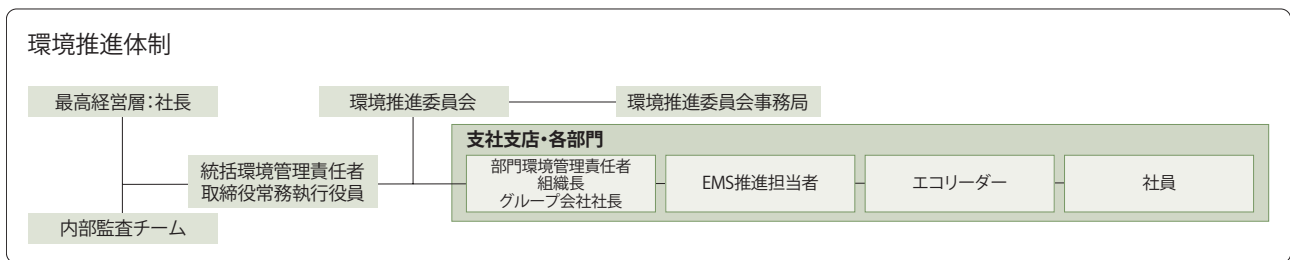 環境推進体制
最高経営層：社長
環境推進委員会
環境推進委員会事務局
統括環境管理責任者
取締役常務執行役員
内部監査チーム
支社支店・各部門
部門環境管理責任者
組織長
グループ会社社長
EMS推進担当者
エコリーダー
社員